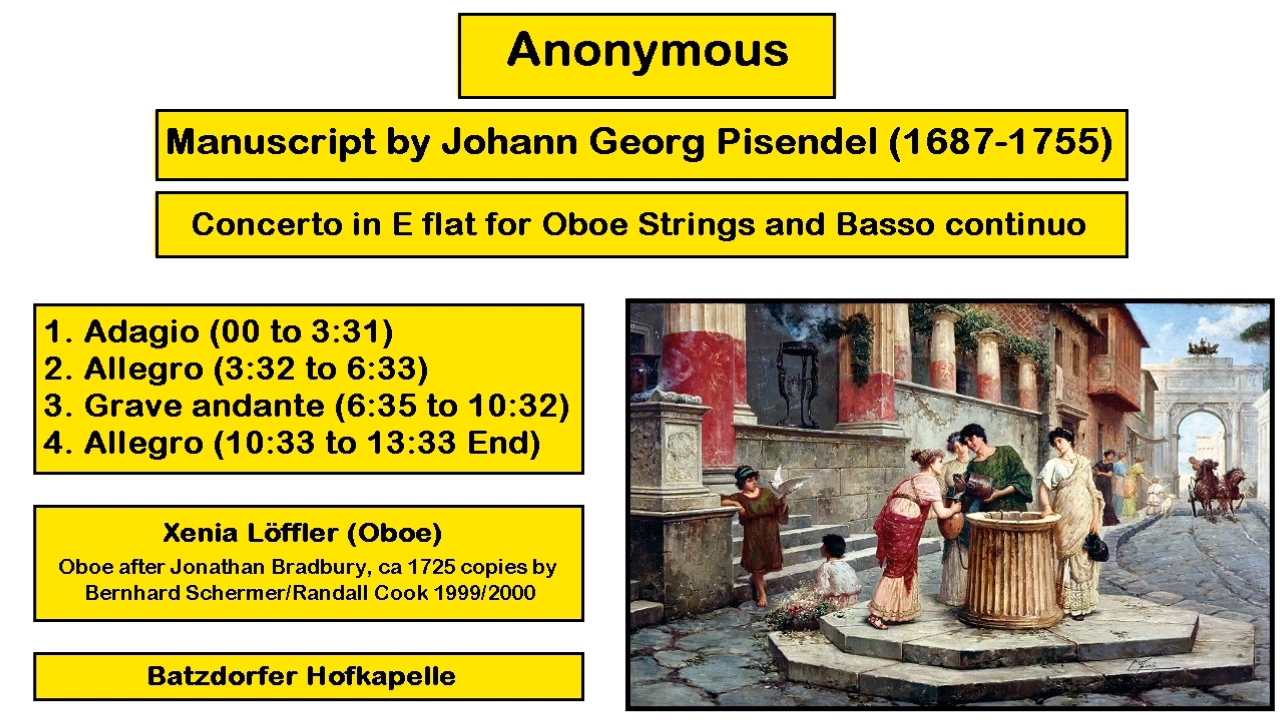 Anonymous
Manuscript by Johann Georg Pisendel (1687-1755)
Concerto in E flat for Oboe Strings and Basso continuo
1. Adagio (00 to 3:31)
2. Allegro (3:32 to 6:33)
3. Grave andante (6:35 to 10:32)
4. Allegro (10:33 to 13:33 End)
Xenia Löffler (Oboe)
Oboe after Jonathan Bradbury, ca 1725 copies by
Bernhard Schermer/Randall Cook 1999/2000
Batzdorfer Hofkapelle